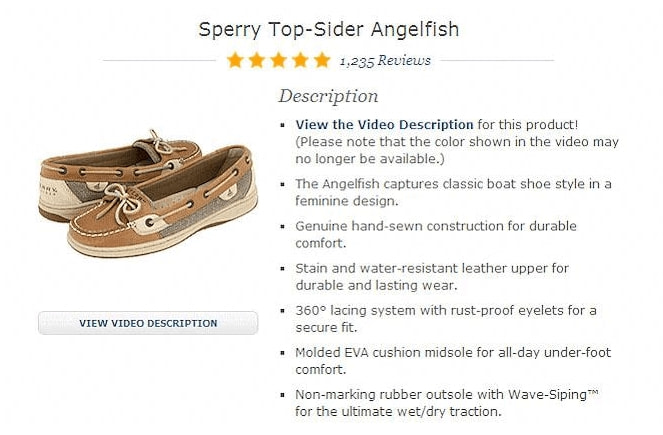 Sperry Top-Sider Angelfish
1,235 Reviews
Description
View the Video Description for this product!
(Please note that the color shown in the video may
no longer be available.)
The Angelfish captures classic boat shoe style in a
feminine design.
Genuine hand-sewn construction for durable
comfort.
Stain and water-resistant leather upper for
durable and lasting wear.
360° lacing system with rust-proof eyelets for a
secure fit.
Molded EVA cushion midsole for all-day under-foot
comfort.
Non-marking rubber outsole with Wave-Siping™
for the ultimate wet/dry traction.
VIEW VIDEO DESCRIPTION